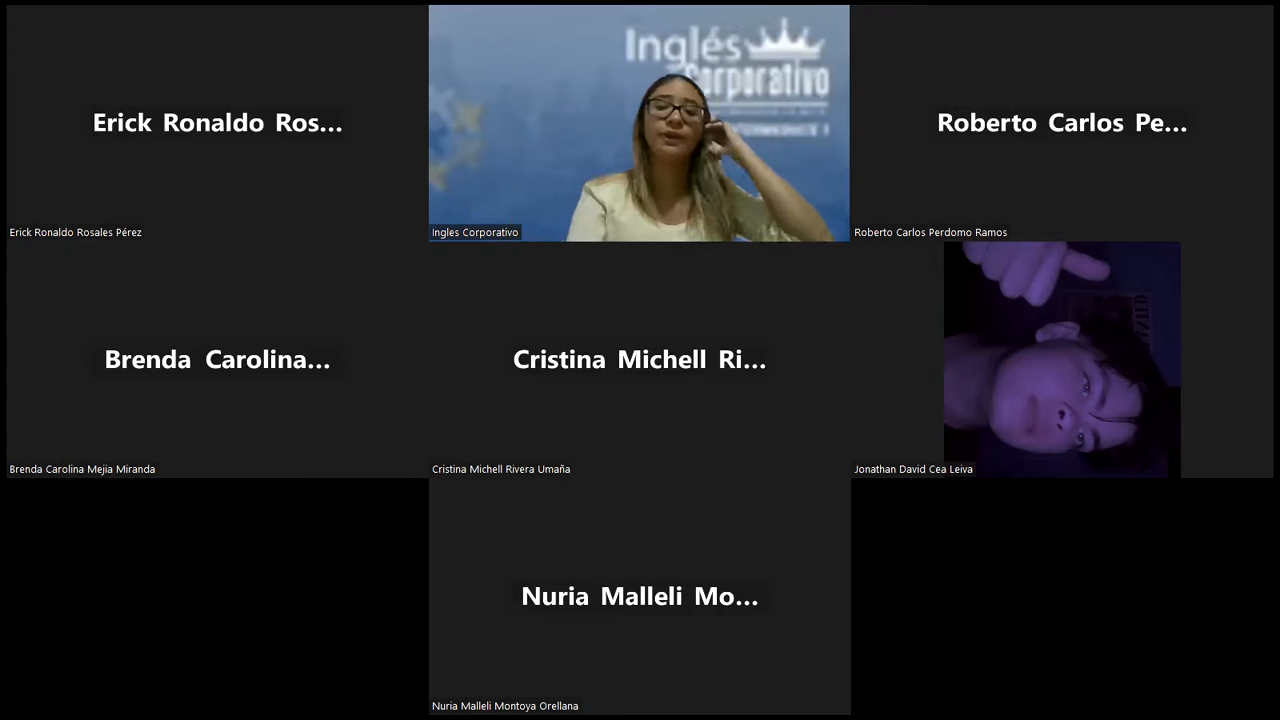 Erick Ronaldo Ros...
Erick Ronaldo Rosales Pérez
Inglés
Corporativo
Ingles Corporativo
Roberto Carlos Pe...
Roberto Carlos Perdomo Ramos
Brenda Carolina...
Brenda Carolina Mejia Miranda
Cristina Michell Ri...
Cristina Michell Rivera Umaña
Jonathan David Cea Leiva
Nuria Malleli Mo...
Nuria Malleli Montoya Orellana